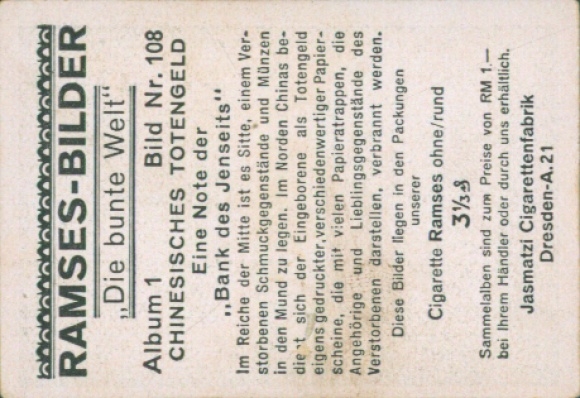 RAMSES-BILDER
„Die bunte Welt“
Album 1 Bild Nr. 108
CHINESISCHES TOTENGELD
Eine Note der
„Bank des Jenseits“
Im Reiche der Mitte ist es Sitte, einem Ver-
storbenen Schmuckgegenstände und Münzen
in den Mund zu legen. Im Norden Chinas be-
die t sich der Eingeborene als Totengeld
eigens gedruckter, verschiedenwertiger Papier-
scheine, die mit vielen Papieratrappen, die
Angehörige und Lieblingsgegenstände des
Verstorbenen darstellen, verbrannt werden.
Diese Bilder liegen in den Packungen
unserer
Cigarette Ramses ohne/rund
3⅓ ₰
Sammelalben sind zum Preise von RM 1.—
bei Ihrem Händler oder durch uns erhältlich.
Jasmatzi Cigarettenfabrik
Dresden-A. 21